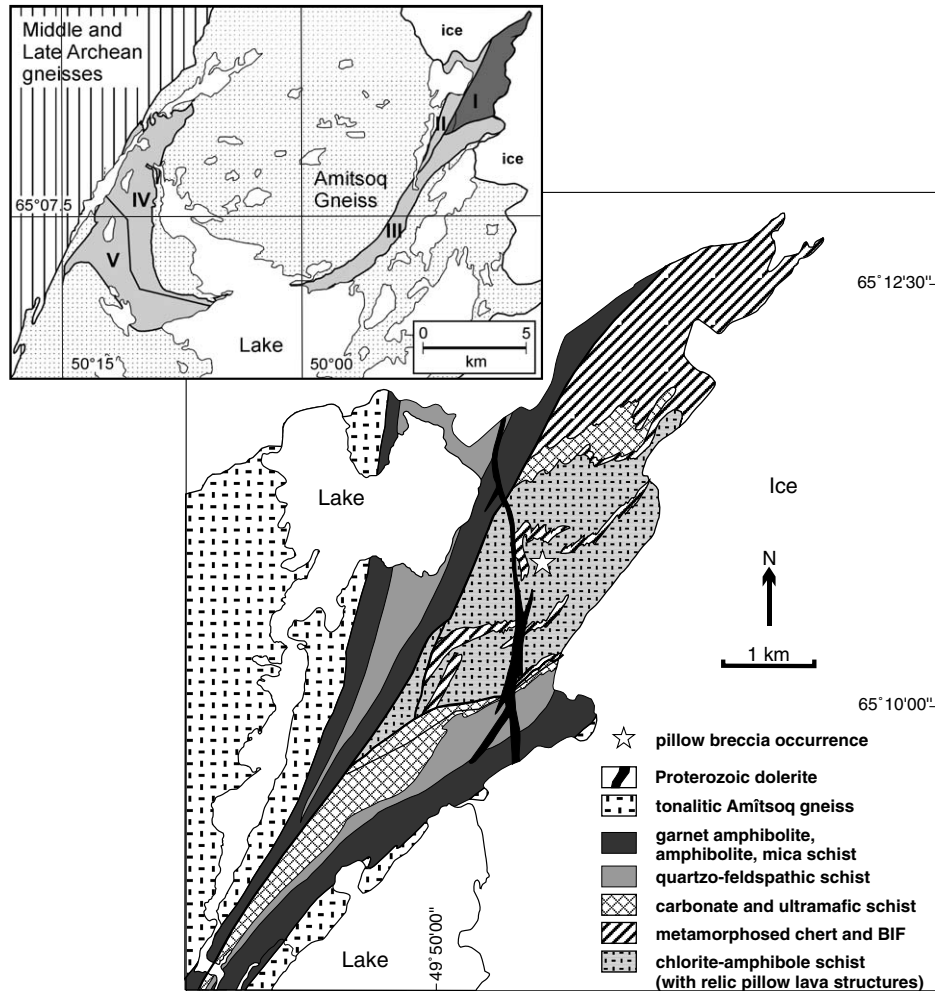 Middle and
Late Archean
gneisses
ice
I
II
ice
Amitsoq
Gneiss
IV
65°07.5
III
V
Lake
0 5
km
50°15'
50°00'
65°12'30"
Lake
Ice
N
1 km
65°10'00"
pillow breccia occurrence
Proterozoic dolerite
tonalitic Amîtsoq gneiss
garnet amphibolite,
amphibolite, mica schist
quartzo-feldspathic schist
carbonate and ultramafic schist
metamorphosed chert and BIF
chlorite-amphibole schist
(with relic pillow lava structures)
Lake
49°50'00"